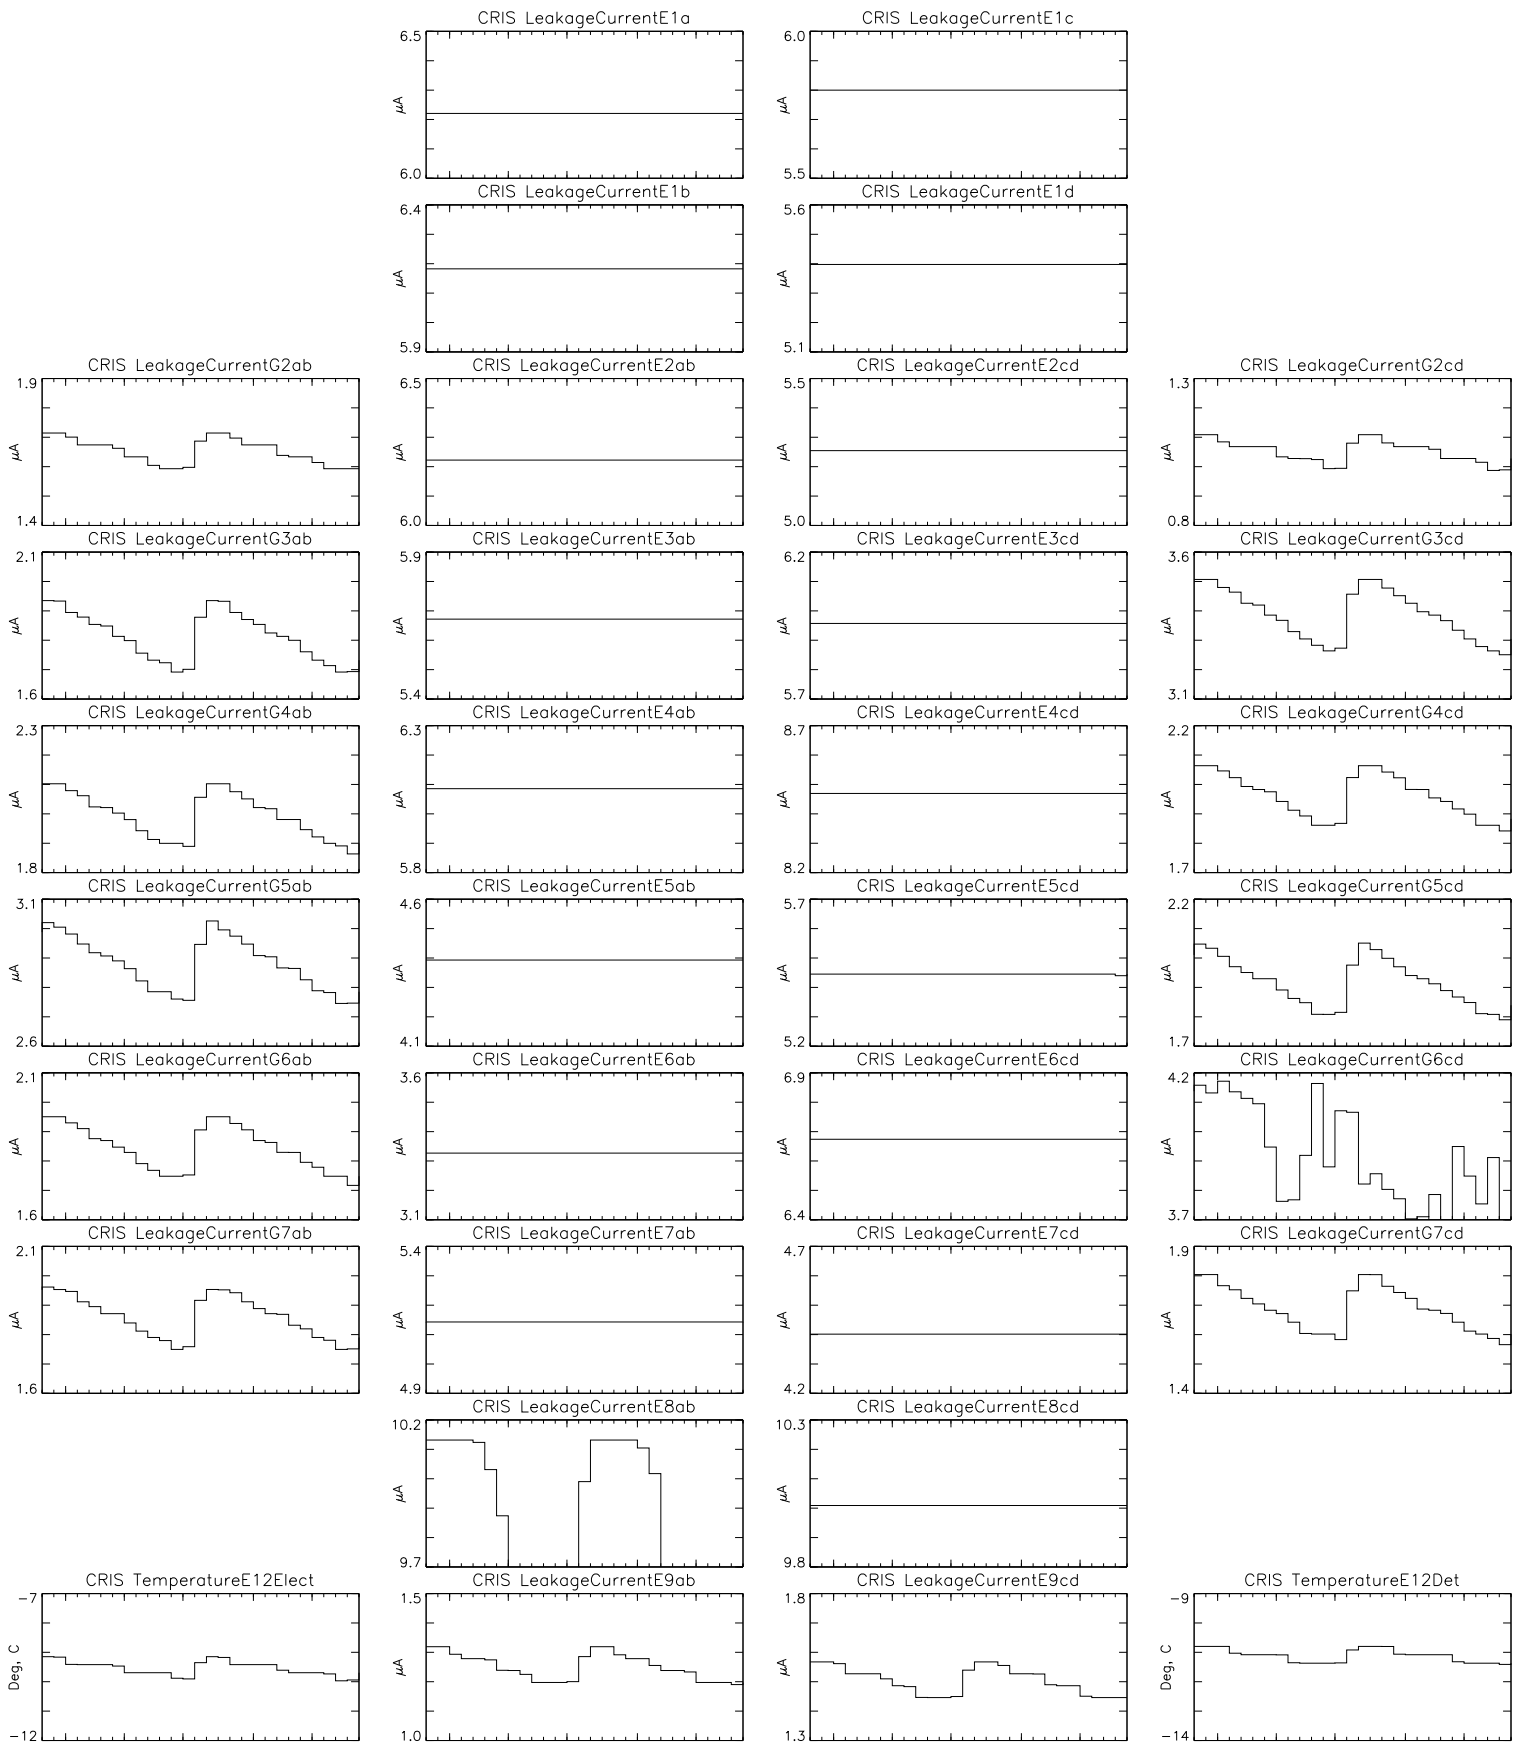 CRIS LeakageCurrentE1a
CRIS LeakageCurrentE1c
6.5
6.0
µA
µA
6.0
5.5
CRIS LeakageCurrentE1b
CRIS LeakageCurrentE1d
6.4
5.6
µA
µA
5.9
5.1
CRIS LeakageCurrentG2ab
CRIS LeakageCurrentE2ab
CRIS LeakageCurrentE2cd
CRIS LeakageCurrentG2cd
1.9
6.5
5.5
1.3
µA
µA
µA
µA
1.4
6.0
5.0
0.8
CRIS LeakageCurrentG3ab
CRIS LeakageCurrentE3ab
CRIS LeakageCurrentE3cd
CRIS LeakageCurrentG3cd
2.1
5.9
6.2
3.6
µA
µA
µA
µA
1.6
5.4
5.7
3.1
CRIS LeakageCurrentG4ab
CRIS LeakageCurrentE4ab
CRIS LeakageCurrentE4cd
CRIS LeakageCurrentG4cd
2.3
6.3
8.7
2.2
µA
µA
µA
µA
1.8
5.8
8.2
1.7
CRIS LeakageCurrentG5ab
CRIS LeakageCurrentE5ab
CRIS LeakageCurrentE5cd
CRIS LeakageCurrentG5cd
3.1
4.6
5.7
2.2
µA
µA
µA
µA
2.6
4.1
5.2
1.7
CRIS LeakageCurrentG6ab
CRIS LeakageCurrentE6ab
CRIS LeakageCurrentE6cd
CRIS LeakageCurrentG6cd
2.1
3.6
6.9
4.2
µA
µA
µA
µA
1.6
3.1
6.4
3.7
CRIS LeakageCurrentG7ab
CRIS LeakageCurrentE7ab
CRIS LeakageCurrentE7cd
CRIS LeakageCurrentG7cd
2.1
5.4
4.7
1.9
µA
µA
µA
µA
1.6
4.9
4.2
1.4
CRIS LeakageCurrentE8ab
CRIS LeakageCurrentE8cd
10.2
10.3
µA
µA
9.7
9.8
CRIS TemperatureE12Elect
CRIS LeakageCurrentE9ab
CRIS LeakageCurrentE9cd
CRIS TemperatureE12Det
−7
1.5
1.8
−9
Deg, C
µA
µA
Deg, C
−12
1.0
1.3
−14